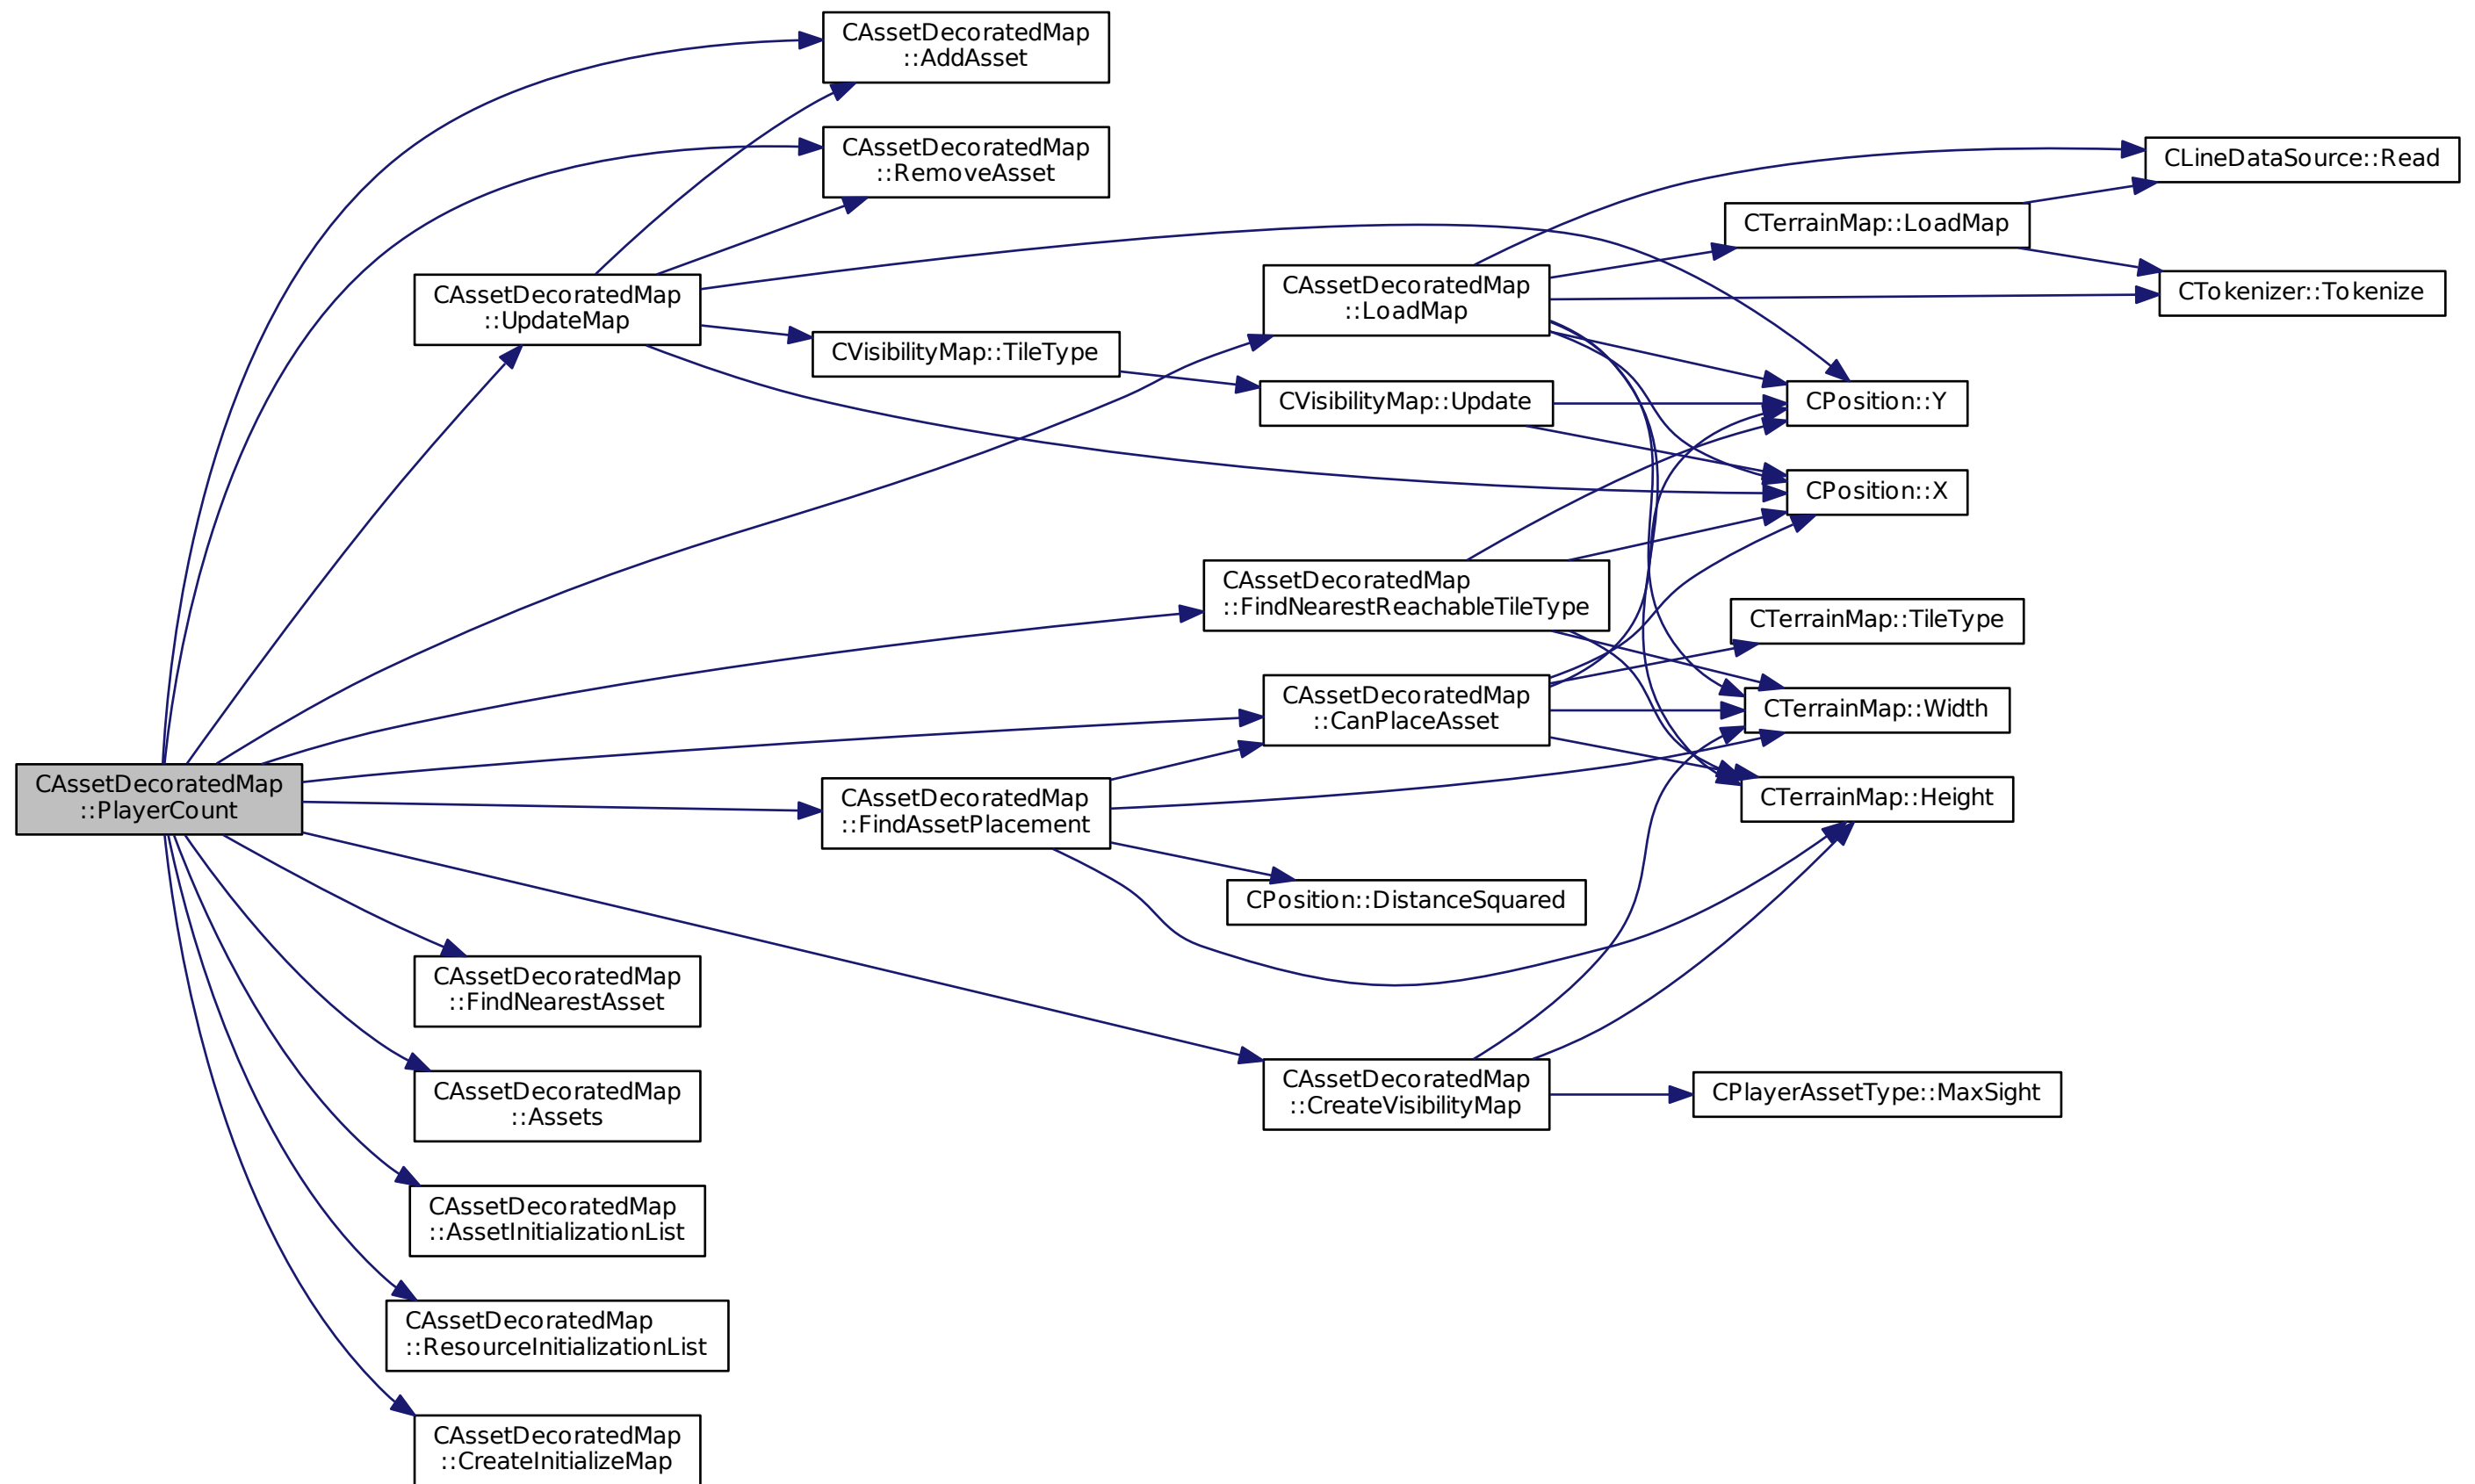 CAssetDecoratedMap
::AddAsset
CAssetDecoratedMap
::RemoveAsset
CLineDataSource::Read
CTerrainMap::LoadMap
CAssetDecoratedMap
::UpdateMap
CAssetDecoratedMap
::LoadMap
CTokenizer::Tokenize
CVisibilityMap::TileType
CVisibilityMap::Update
CPosition::Y
CPosition::X
CAssetDecoratedMap
::FindNearestReachableTileType
CTerrainMap::TileType
CAssetDecoratedMap
::CanPlaceAsset
CTerrainMap::Width
CAssetDecoratedMap
::PlayerCount
CAssetDecoratedMap
::FindAssetPlacement
CTerrainMap::Height
CPosition::DistanceSquared
CAssetDecoratedMap
::FindNearestAsset
CAssetDecoratedMap
::Assets
CAssetDecoratedMap
::CreateVisibilityMap
CPlayerAssetType::MaxSight
CAssetDecoratedMap
::AssetInitializationList
CAssetDecoratedMap
::ResourceInitializationList
CAssetDecoratedMap
::CreateInitializeMap